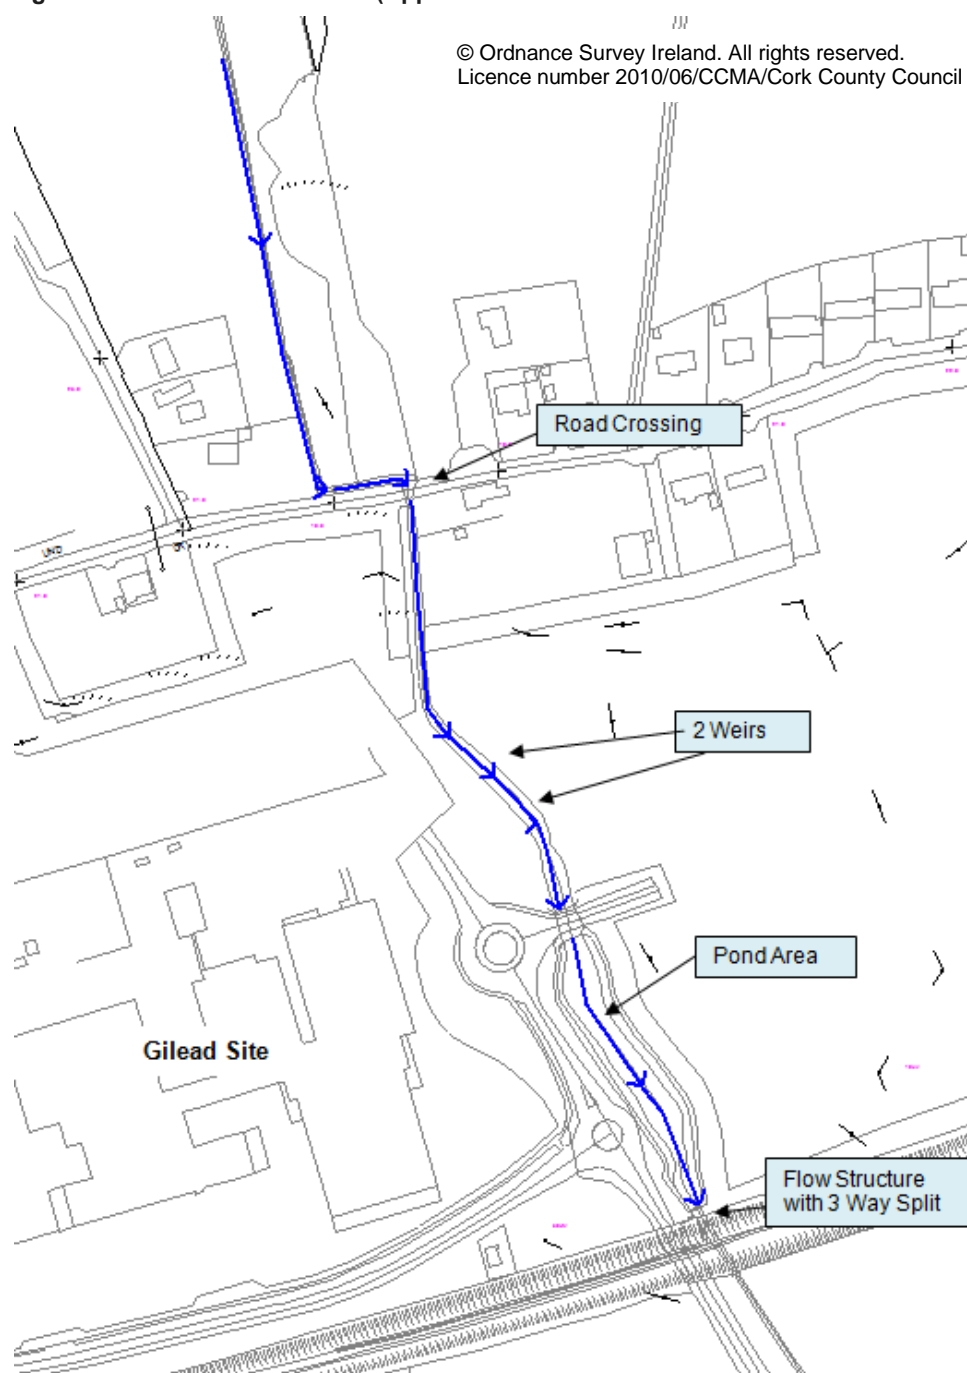 © Ordnance Survey Ireland. All rights reserved.
Licence number 2010/06/CCMA/Cork County Council
Road Crossing
2 Weirs
Pond Area
Gilead Site
Flow Structure
with 3 Way Split